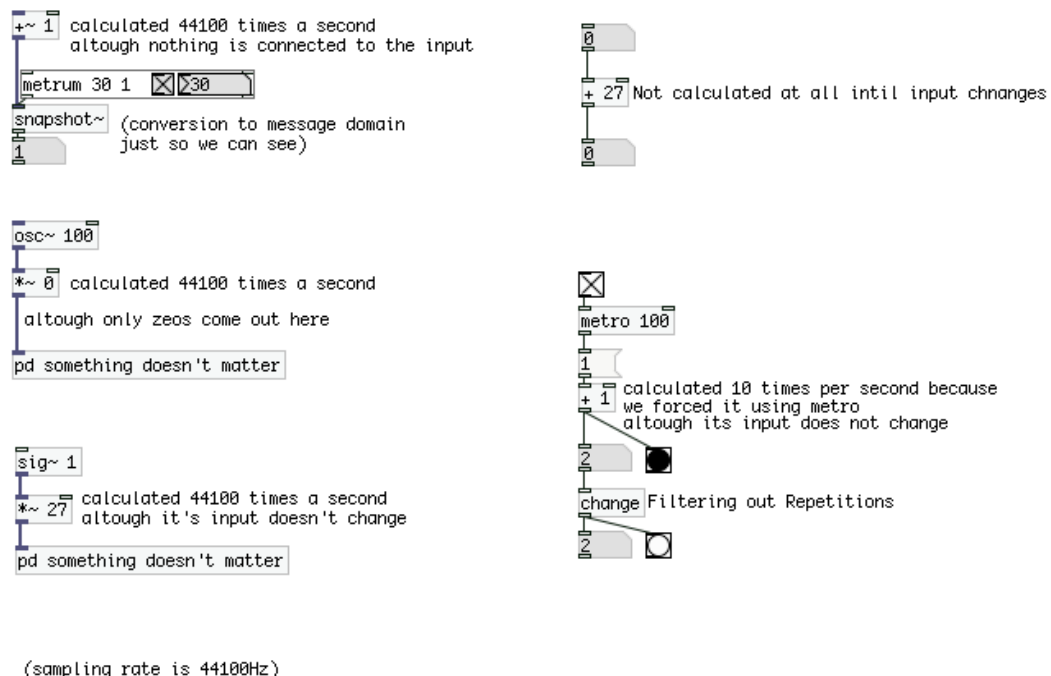 +~ 1
calculated 44100 times a second
altough nothing is connected to the input
metrum 30 1
30
snapshot~
(conversion to message domain
just so we can see)
1
osc~ 100
*~ 0
calculated 44100 times a second
altough only zeos come out here
pd something doesn't matter
sig~ 1
*~ 27
calculated 44100 times a second
altough it's input doesn't change
pd something doesn't matter
(sampling rate is 44100Hz)
0
+ 27
Not calculated at all intil input chnanges
0
metro 100
1
+ 1
calculated 10 times per second because
we forced it using metro
altough its input does not change
2
change
Filtering out Repetitions
2